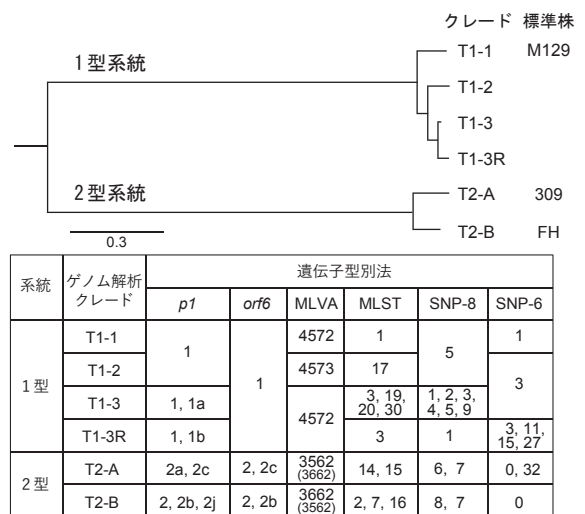 クレード 標準株
1型系統
T1-1 M129
T1-2
T1-3
T1-3R
2型系統
T2-A 309
T2-B FH
0.3
系統 ゲノム解析クレード 遺伝子型別法
p1 orf6 MLVA MLST SNP-8 SNP-6
1型 T1-1 1 1 4572 1 5 1
T1-2 4573 17 3
T1-3 1, 1a 4572 3, 19, 20, 30 1, 2, 3, 4, 5, 9
T1-3R 1, 1b 3 1 3, 11, 15, 27
2型 T2-A 2a, 2c 2, 2c 3562 (3662) 14, 15 6, 7 0, 32
T2-B 2, 2b, 2j 2, 2b 3662 (3562) 2, 7, 16 8, 7 0